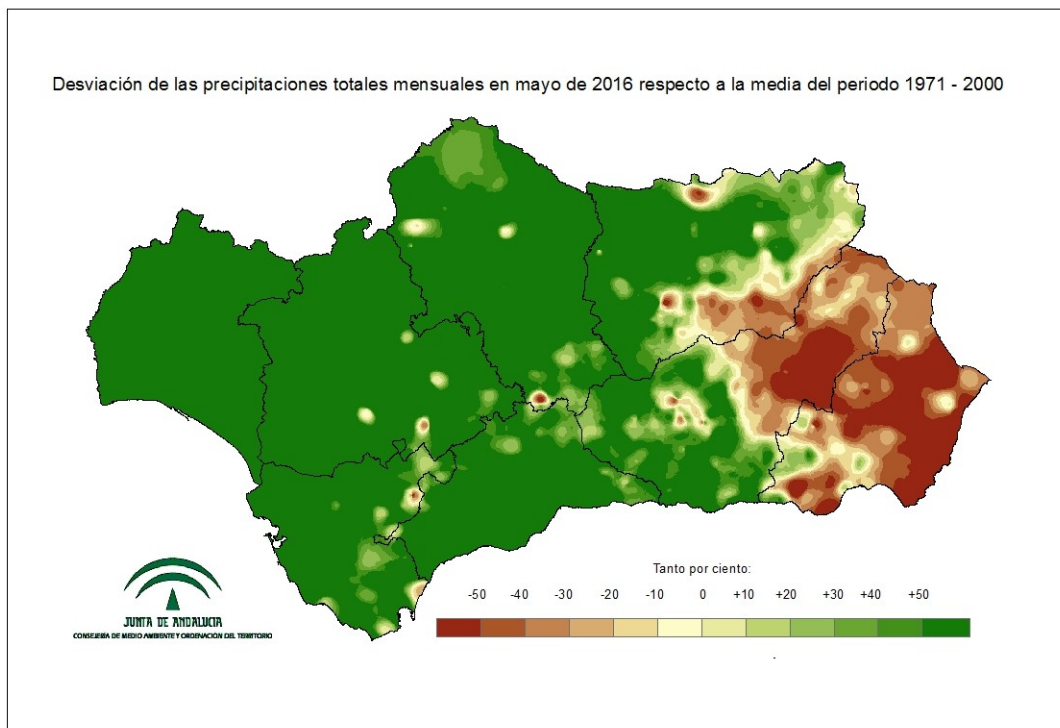 Desviación de las precipitaciones totales mensuales en mayo de 2016 respecto a la media del periodo 1971 - 2000
Tanto por ciento:
-50 -40 -30 -20 -10 0 +10 +20 +30 +40 +50
JUNTA DE ANDALUCIA
CONSEJERÍA DE MEDIO AMBIENTE Y ORDENACIÓN DEL TERRITORIO